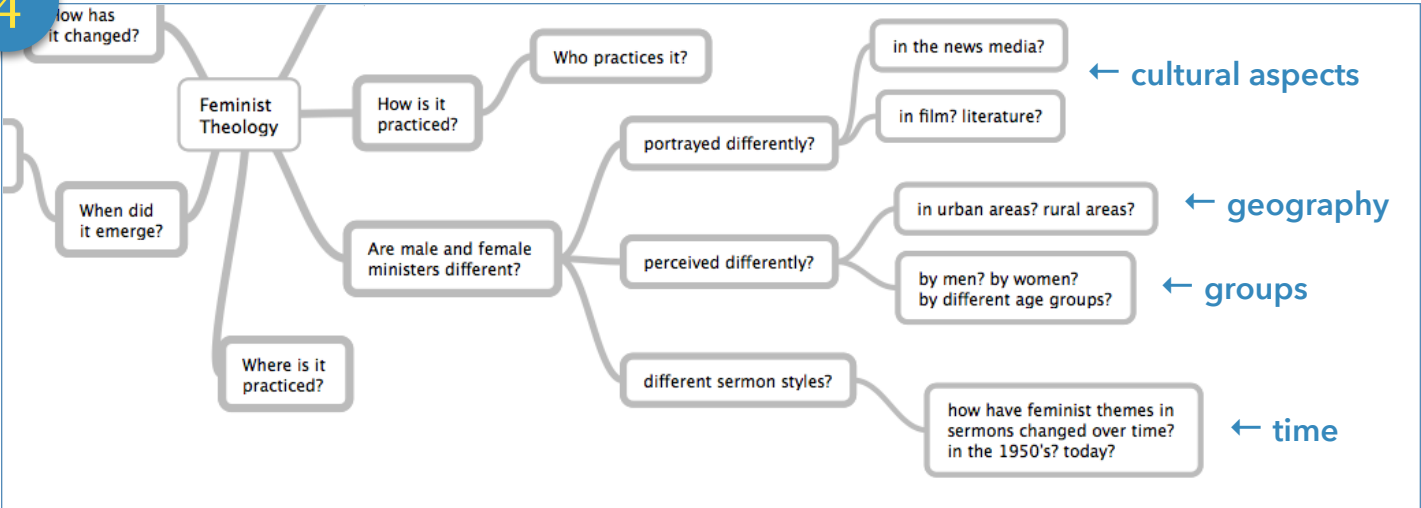 4
How has
it changed?
Feminist
Theology
How is it
practiced?
Who practices it?
When did
it emerge?
Where is it
practiced?
Are male and female
ministers different?
portrayed differently?
in the news media?
in film? literature?
← cultural aspects
perceived differently?
in urban areas? rural areas?
← geography
by men? by women?
by different age groups?
← groups
different sermon styles?
how have feminist themes in
sermons changed over time?
in the 1950's? today?
← time